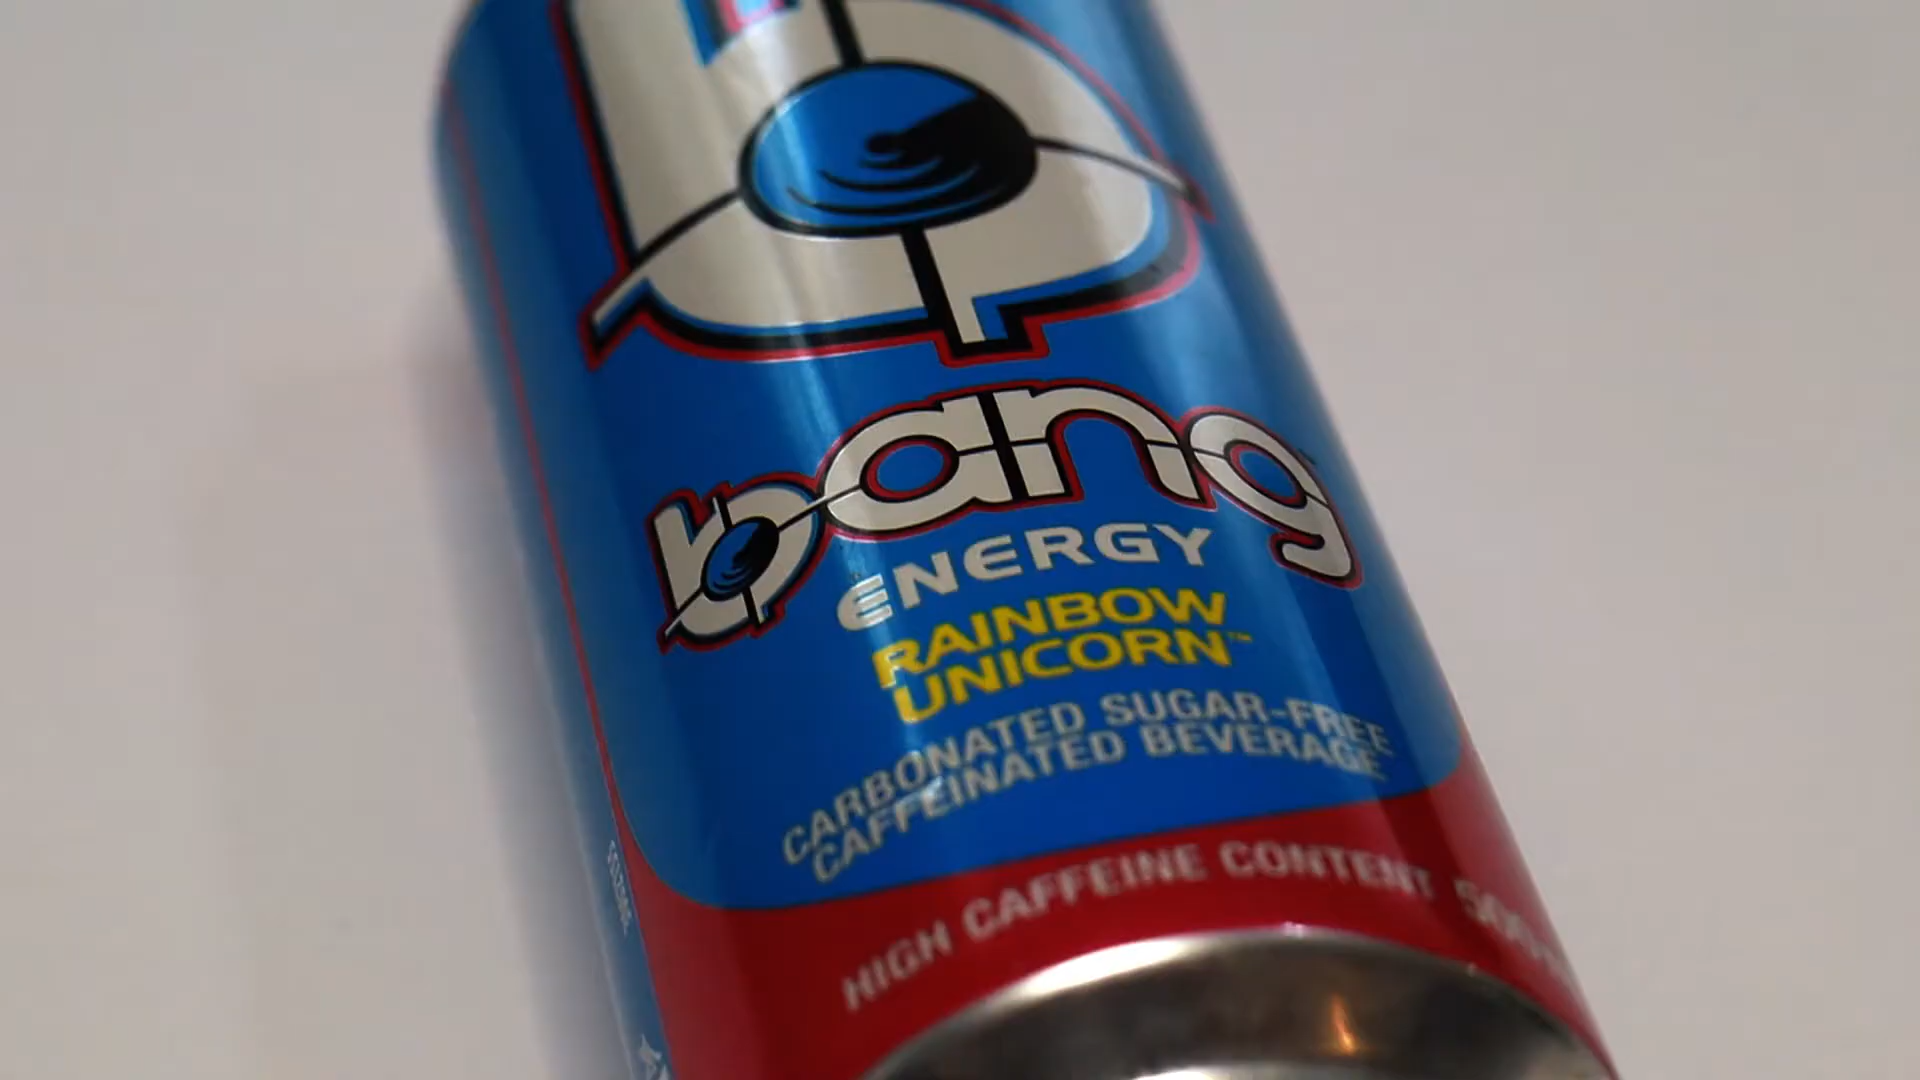 bang
ENERGY
RAINBOW
UNICORN™
CARBONATED SUGAR-FREE
CAFFEINATED BEVERAGE
HIGH CAFFEINE CONTENT